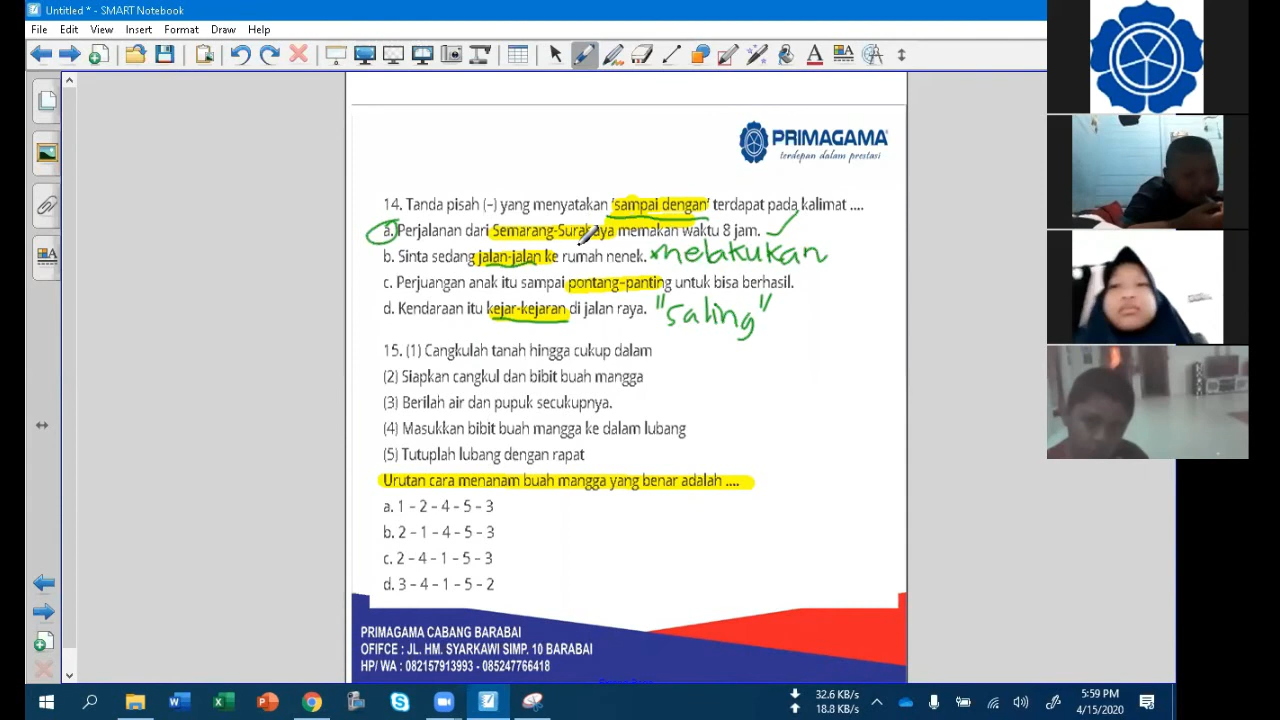 Untitled * - SMART Notebook
File Edit View Insert Format Draw Help
PRIMAGAMA
terdepan dalam prestasi
14. Tanda pisah (–) yang menyatakan 'sampai dengan' terdapat pada kalimat ....
a. Perjalanan dari Semarang-Surabaya memakan waktu 8 jam.
b. Sinta sedang jalan-jalan ke rumah nenek. melakukan
c. Perjuangan anak itu sampai pontang–panting untuk bisa berhasil.
d. Kendaraan itu kejar-kejaran di jalan raya. "saling"
15. (1) Cangkulah tanah hingga cukup dalam
(2) Siapkan cangkul dan bibit buah mangga
(3) Berilah air dan pupuk secukupnya.
(4) Masukkan bibit buah mangga ke dalam lubang
(5) Tutuplah lubang dengan rapat
Urutan cara menanam buah mangga yang benar adalah ....
a. 1 – 2 – 4 – 5 – 3
b. 2 – 1 – 4 – 5 – 3
c. 2 – 4 – 1 – 5 – 3
d. 3 – 4 – 1 – 5 – 2
PRIMAGAMA CABANG BARABAI
OFIFCE : JL. HM. SYARKAWI SIMP. 10 BARABAI
HP/ WA : 082157913993 - 085247766418
32.6 KB/s
18.8 KB/s
5:59 PM
4/15/2020